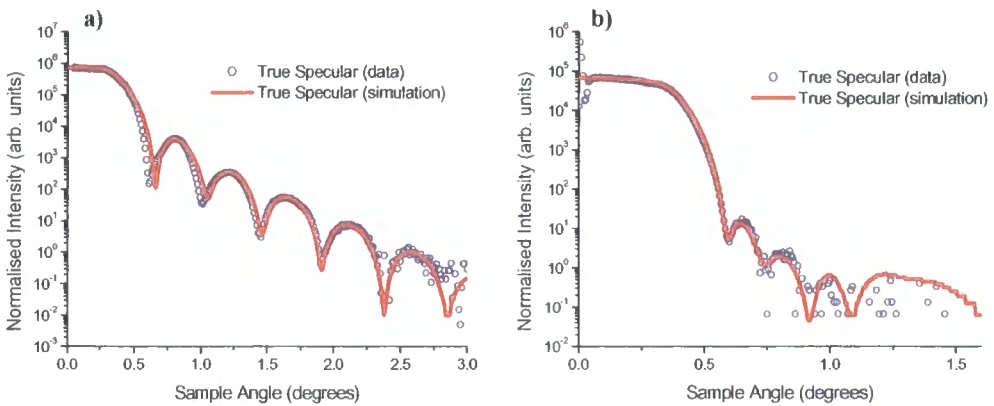 a)
Normalised Intensity (arb. units)
10^7
10^6
10^5
10^4
10^3
10^2
10^1
10^0
10^-1
10^-2
10^-3
True Specular (data)
True Specular (simulation)
0.0 0.5 1.0 1.5 2.0 2.5 3.0
Sample Angle (degrees)
b)
Normalised Intensity (arb. units)
10^6
10^5
10^4
10^3
10^2
10^1
10^0
10^-1
10^-2
True Specular (data)
True Specular (simulation)
0.0 0.5 1.0 1.5
Sample Angle (degrees)